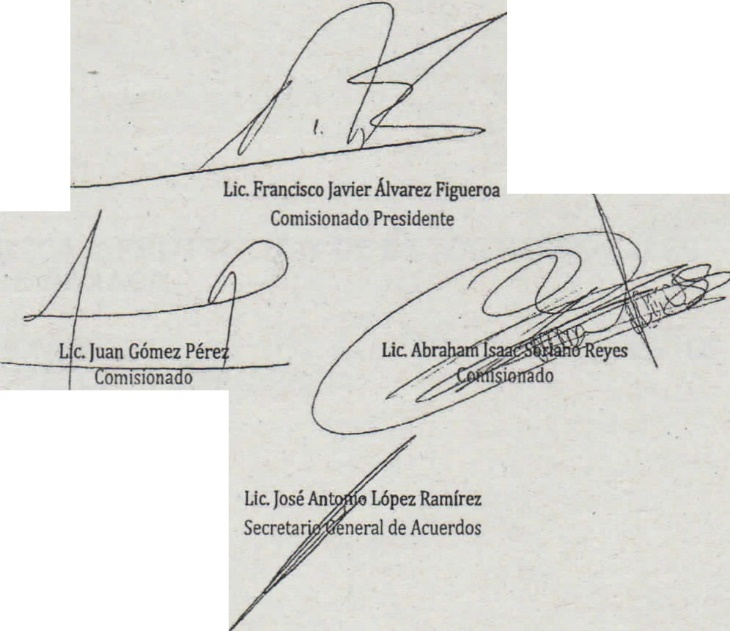 Lic. Francisco Javier Álvarez Figueroa
Comisionado Presidente
Lic. Juan Gómez Pérez
Comisionado
Lic. Abraham Isaac Soriano Reyes
Comisionado
Lic. José Antonio López Ramírez
Secretario General de Acuerdos